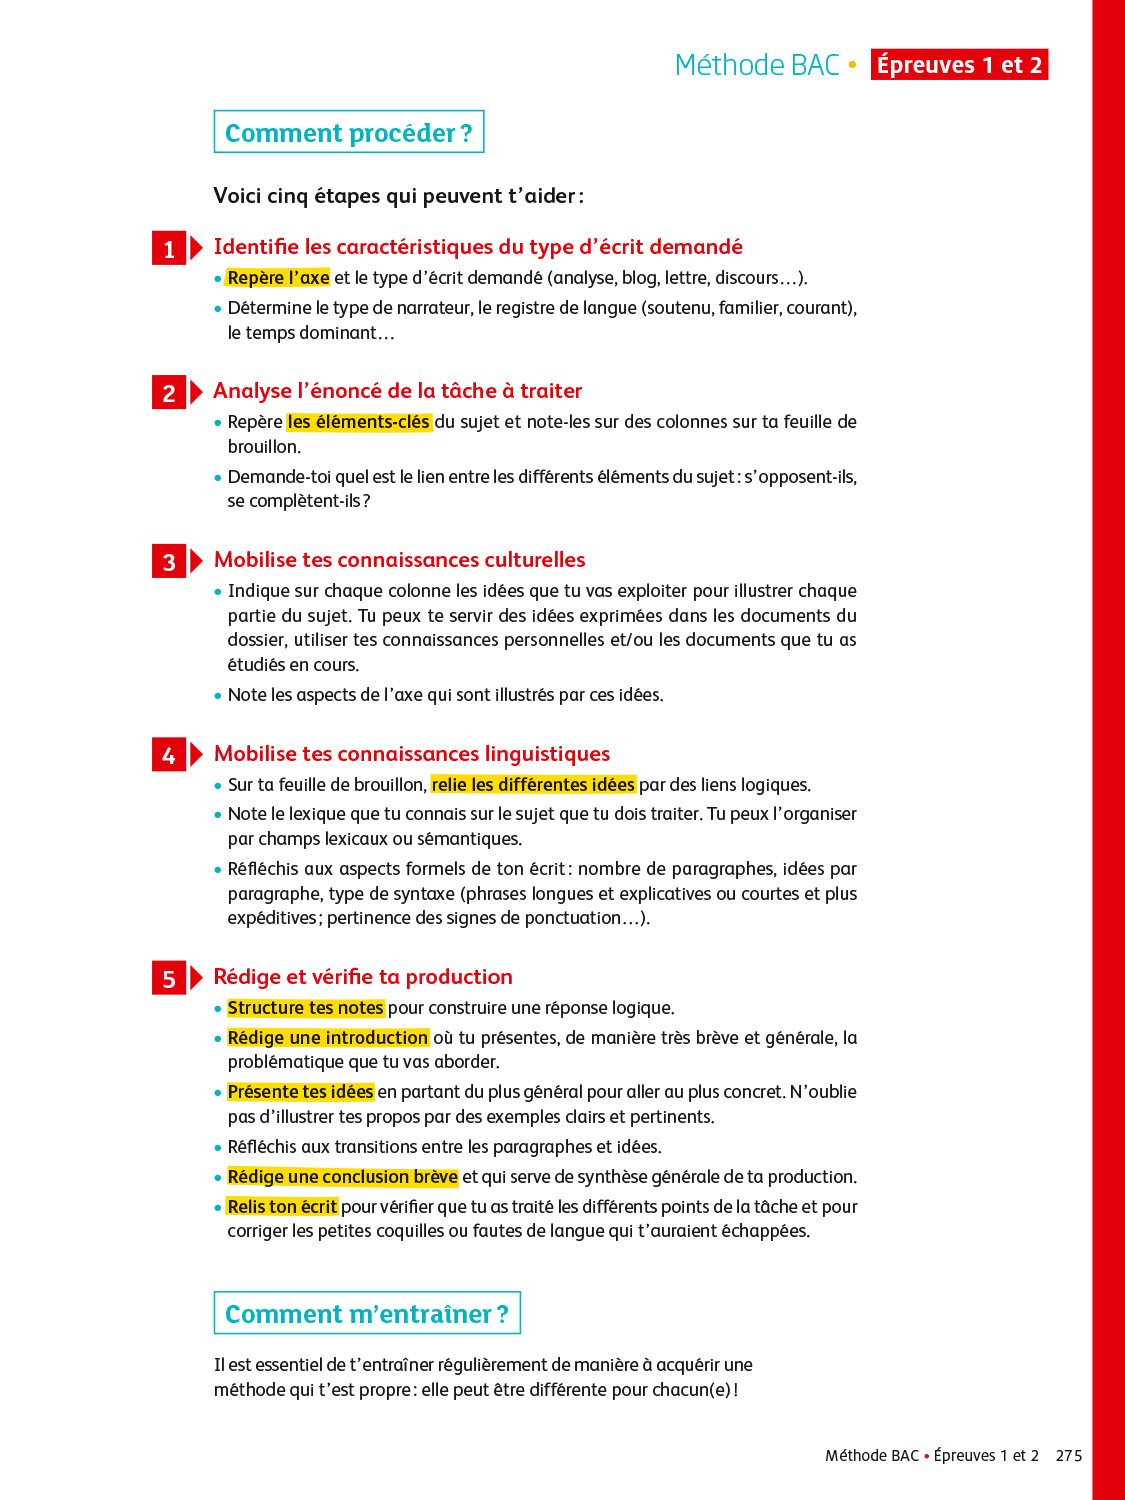 Méthode BAC • Épreuves 1 et 2
Comment procéder ?
Voici cinq étapes qui peuvent t’aider :
1 Identifie les caractéristiques du type d’écrit demandé
• Repère l’axe et le type d’écrit demandé (analyse, blog, lettre, discours…).
• Détermine le type de narrateur, le registre de langue (soutenu, familier, courant),
le temps dominant…
2 Analyse l’énoncé de la tâche à traiter
• Repère les éléments-clés du sujet et note-les sur des colonnes sur ta feuille de
brouillon.
• Demande-toi quel est le lien entre les différents éléments du sujet : s’opposent-ils,
se complètent-ils ?
3 Mobilise tes connaissances culturelles
• Indique sur chaque colonne les idées que tu vas exploiter pour illustrer chaque
partie du sujet. Tu peux te servir des idées exprimées dans les documents du
dossier, utiliser tes connaissances personnelles et/ou les documents que tu as
étudiés en cours.
• Note les aspects de l’axe qui sont illustrés par ces idées.
4 Mobilise tes connaissances linguistiques
• Sur ta feuille de brouillon, relie les différentes idées par des liens logiques.
• Note le lexique que tu connais sur le sujet que tu dois traiter. Tu peux l’organiser
par champs lexicaux ou sémantiques.
• Réfléchis aux aspects formels de ton écrit : nombre de paragraphes, idées par
paragraphe, type de syntaxe (phrases longues et explicatives ou courtes et plus
expéditives ; pertinence des signes de ponctuation…).
5 Rédige et vérifie ta production
• Structure tes notes pour construire une réponse logique.
• Rédige une introduction où tu présentes, de manière très brève et générale, la
problématique que tu vas aborder.
• Présente tes idées en partant du plus général pour aller au plus concret. N’oublie
pas d’illustrer tes propos par des exemples clairs et pertinents.
• Réfléchis aux transitions entre les paragraphes et idées.
• Rédige une conclusion brève et qui serve de synthèse générale de ta production.
• Relis ton écrit pour vérifier que tu as traité les différents points de la tâche et pour
corriger les petites coquilles ou fautes de langue qui t’auraient échappées.
Comment m’entraîner ?
Il est essentiel de t’entraîner régulièrement de manière à acquérir une
méthode qui t’est propre : elle peut être différente pour chacun(e) !
Méthode BAC • Épreuves 1 et 2 275